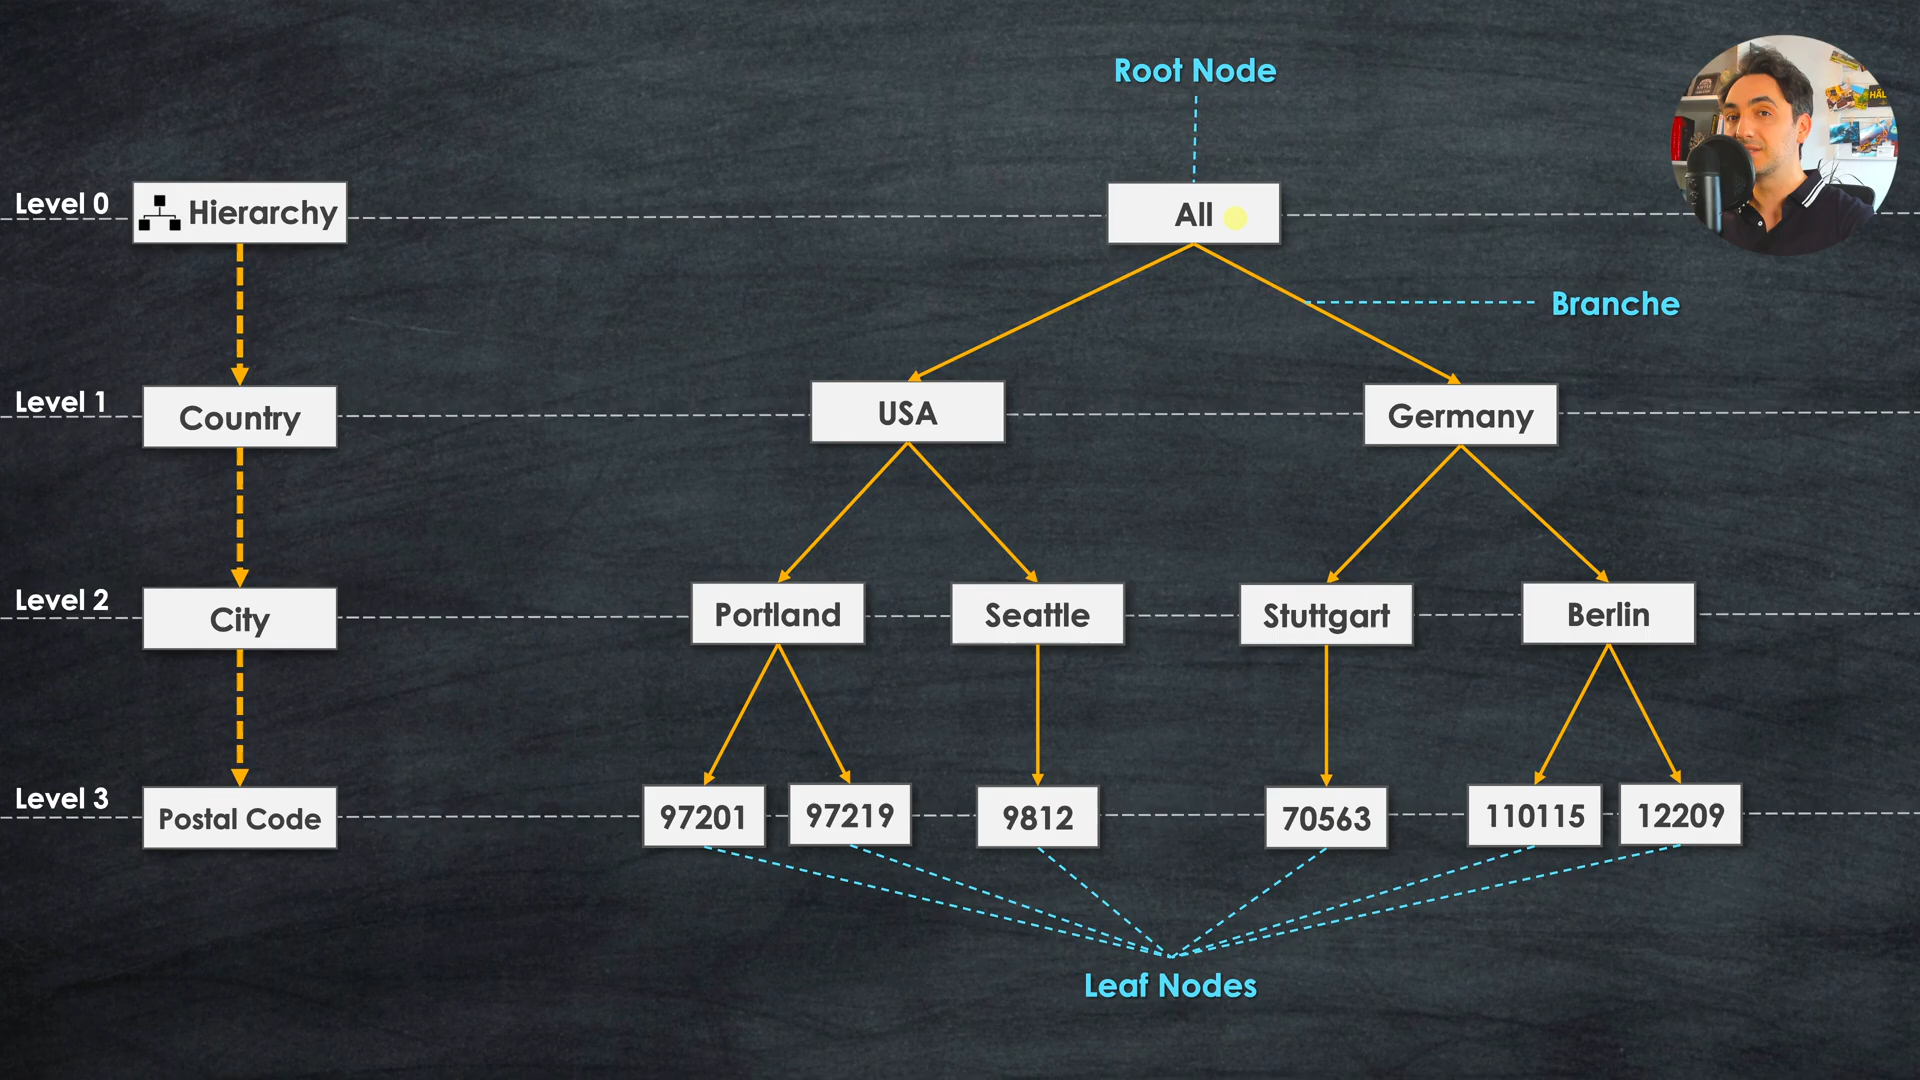 Root Node
Level 0
Hierarchy
All
Branche
Level 1
Country
USA
Germany
Level 2
City
Portland
Seattle
Stuttgart
Berlin
Level 3
Postal Code
97201
97219
9812
70563
110115
12209
Leaf Nodes
HÄL